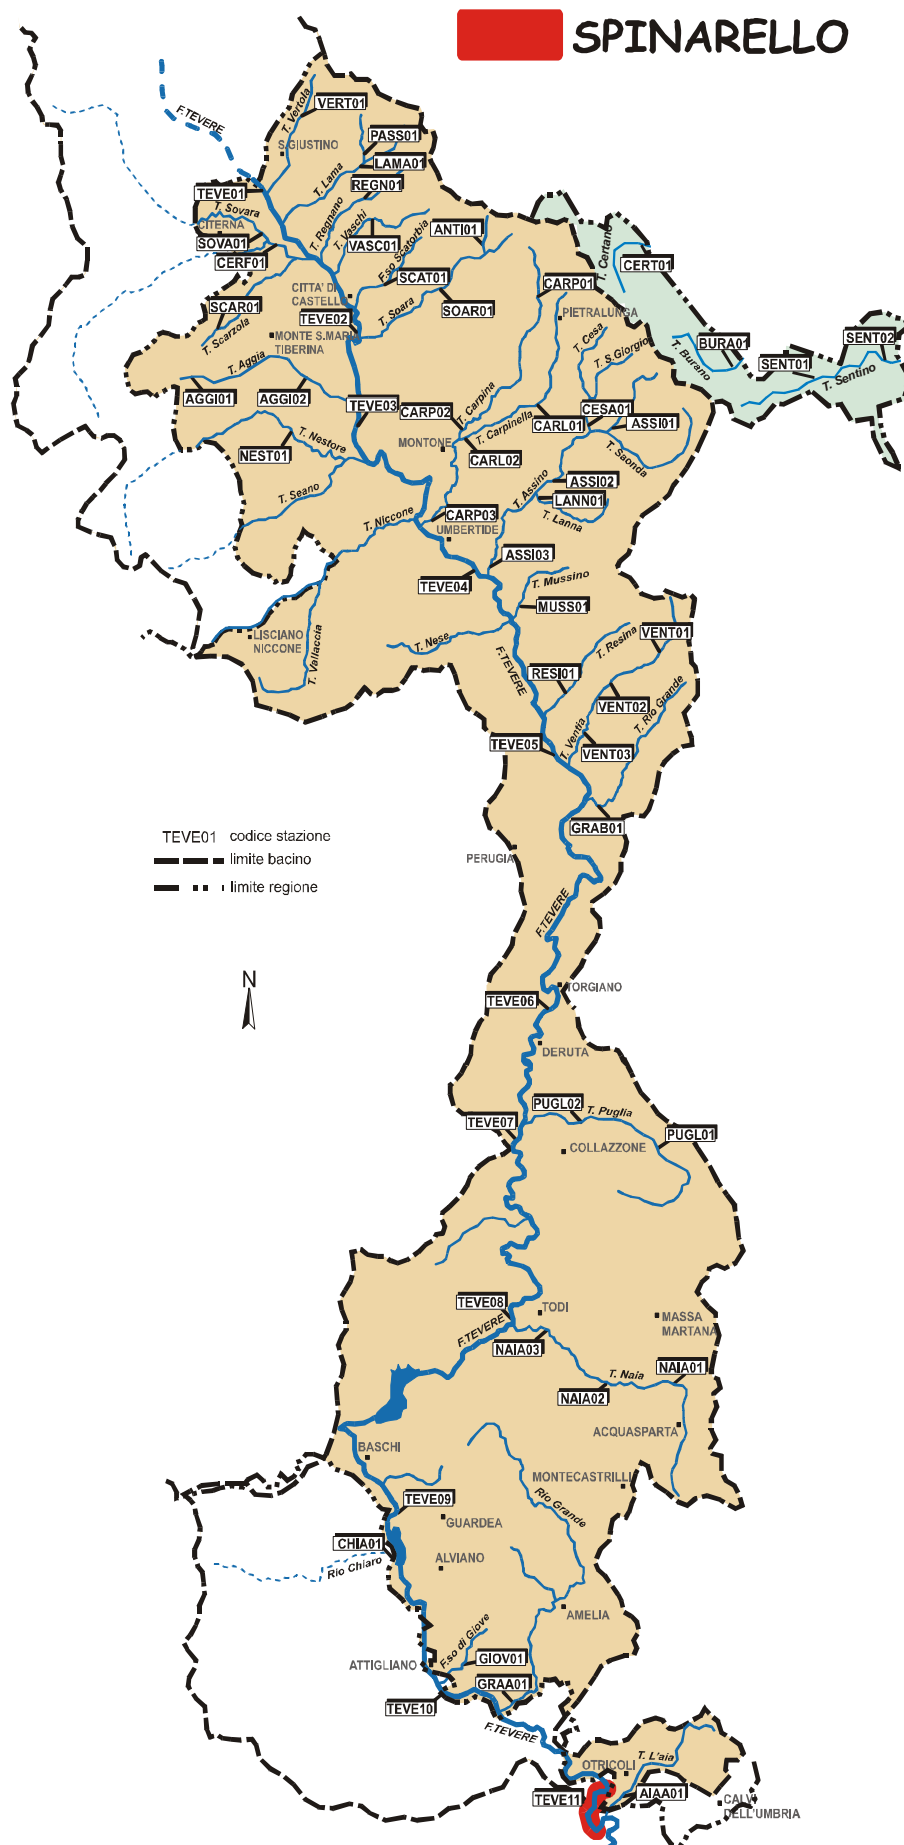 SPINARELLO
F.TEVERE
T. Vertola
VERT01
S.GIUSTINO
PASS01
LAMA01
T. Lama
REGN01
TEVE01
T. Sovara
CITERNA
T. Regnano
T. Vaschi
SOVA01
VASC01
F.so Scatorbia
ANTI01
T. Certano
CERF01
CERT01
SCAT01
CARP01
CITTA' DI
CASTELLO
SCAR01
T. Soara
SOAR01
PIETRALUNGA
TEVE02
T. Scarzola
MONTE S.MARIA
TIBERINA
T. Cesa
T. S.Giorgio
T. Burano
BURA01
SENT02
SENT01
T. Sentino
T. Aggia
AGGI01
AGGI02
TEVE03
CARP02
T. Carpina
T. Carpinella
CESA01
CARL01
ASSI01
MONTONE
T. Nestore
NEST01
CARL02
T. Saonda
T. Seano
T. Assino
ASSI02
LANN01
T. Niccone
CARP03
T. Lanna
UMBERTIDE
ASSI03
TEVE04
T. Mussino
MUSS01
LISCIANO
NICCONE
T. Vallaccia
T. Nese
F.TEVERE
T. Resina
VENT01
RESI01
VENT02
T. Rio Grande
TEVE05
T. Ventia
VENT03
GRAB01
TEVE01 codice stazione
limite bacino
limite regione
PERUGIA
F.TEVERE
N
TORGIANO
TEVE06
DERUTA
PUGL02
T. Puglia
TEVE07
PUGL01
COLLAZZONE
TEVE08
TODI
F.TEVERE
MASSA
MARTANA
NAIA03
T. Naia
NAIA01
NAIA02
ACQUASPARTA
BASCHI
MONTECASTRILLI
TEVE09
Rio Grande
GUARDEA
CHIA01
Rio Chiaro
ALVIANO
AMELIA
F.so di Giove
ATTIGLIANO
GIOV01
GRAA01
TEVE10
F.TEVERE
OTRICOLI
T. L'aia
TEVE11
AIAA01
CALVI
DELL'UMBRIA